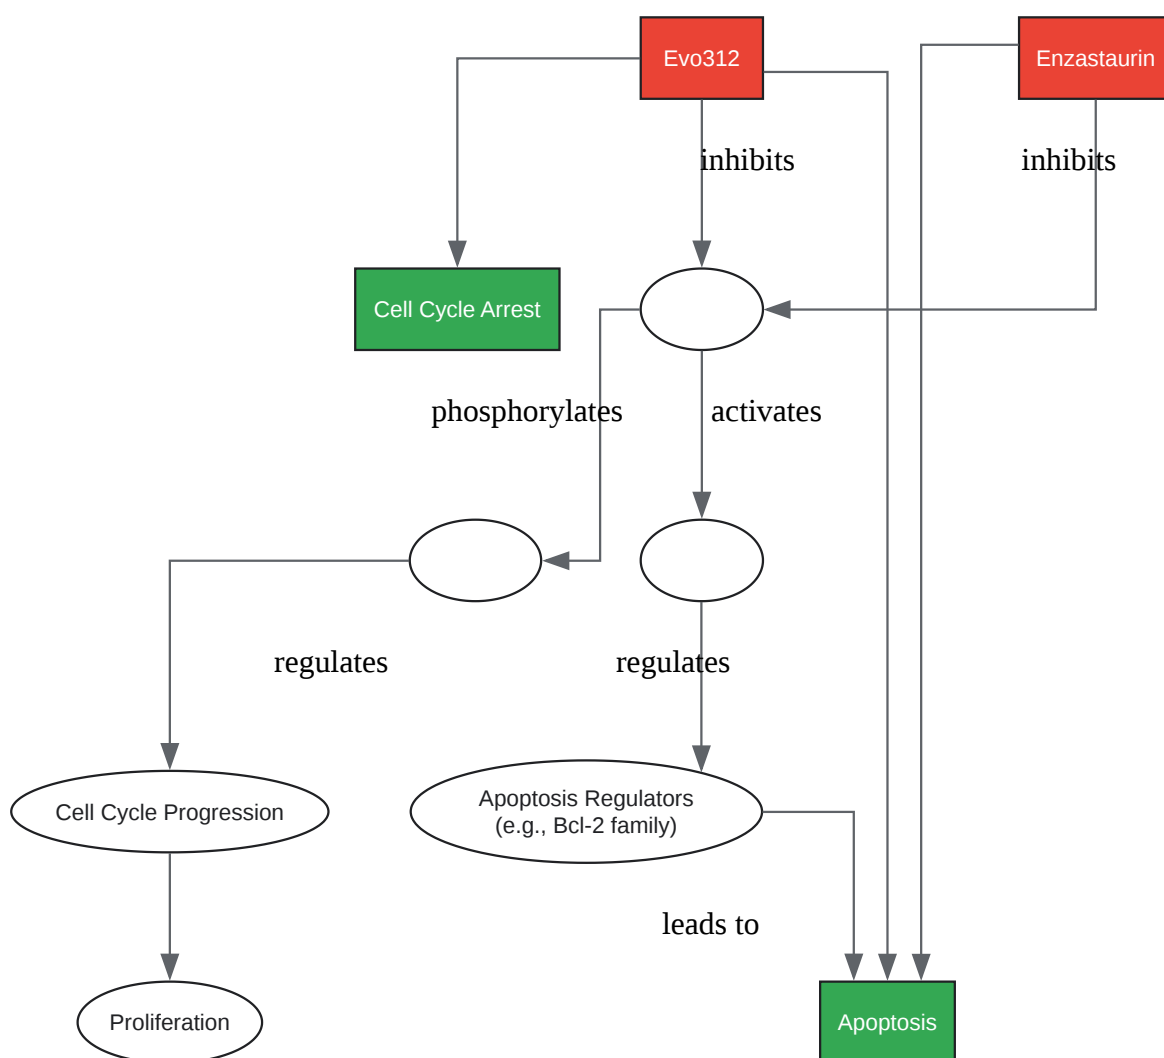 Evo312
Enzastaurin
inhibits
inhibits
Cell Cycle Arrest
phosphorylates
activates
regulates
regulates
Cell Cycle Progression
Apoptosis Regulators
(e.g., Bcl-2 family)
leads to
Proliferation
Apoptosis